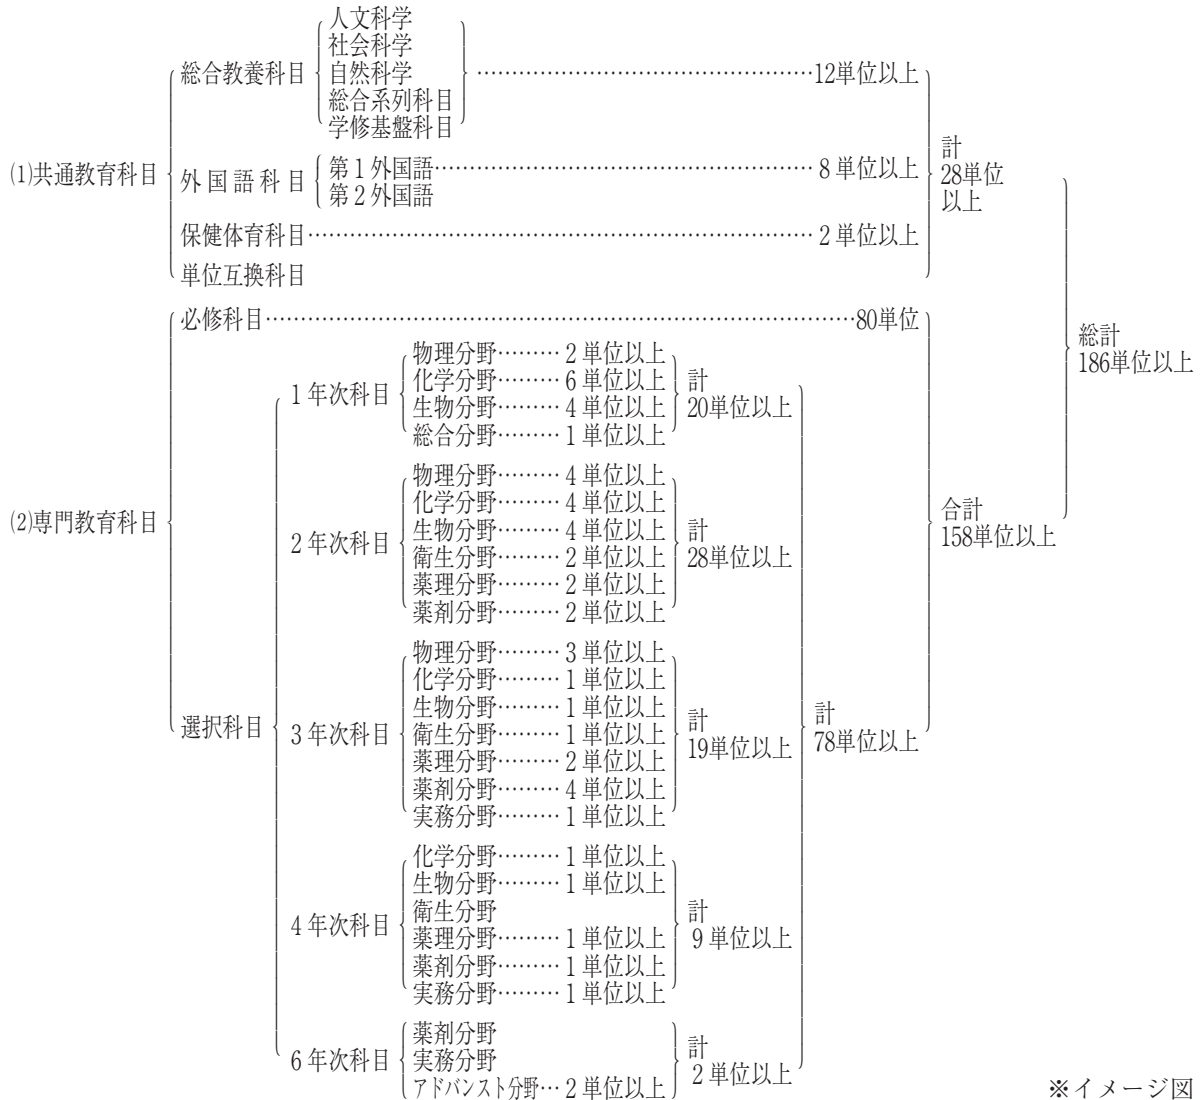 人文科学
社会科学
総合教養科目 自然科学 ………………………………………… 12単位以上
総合系列科目
学修基盤科目
計
(1)共通教育科目 外国語科目 第1外国語………………………………………… 8単位以上 28単位
第2外国語 以上
保健体育科目………………………………………………………… 2単位以上
単位互換科目
必修科目……………………………………………………………………80単位
総計
186単位以上
物理分野……… 2単位以上
1年次科目 化学分野……… 6単位以上 計
生物分野……… 4単位以上 20単位以上
総合分野……… 1単位以上
物理分野……… 4単位以上
化学分野……… 4単位以上
(2)専門教育科目 2年次科目 生物分野……… 4単位以上 計 合計
衛生分野……… 2単位以上 28単位以上 158単位以上
薬理分野……… 2単位以上
薬剤分野……… 2単位以上
物理分野……… 3単位以上
化学分野……… 1単位以上
生物分野……… 1単位以上 計 計
選択科目 3年次科目 衛生分野……… 1単位以上 19単位以上 78単位以上
薬理分野……… 2単位以上
薬剤分野……… 4単位以上
実務分野……… 1単位以上
化学分野……… 1単位以上
生物分野……… 1単位以上
衛生分野 計
4年次科目 薬理分野……… 1単位以上 9単位以上
薬剤分野……… 1単位以上
実務分野……… 1単位以上
薬剤分野 計
6年次科目 実務分野 2単位以上
アドバンスト分野… 2単位以上
※イメージ図